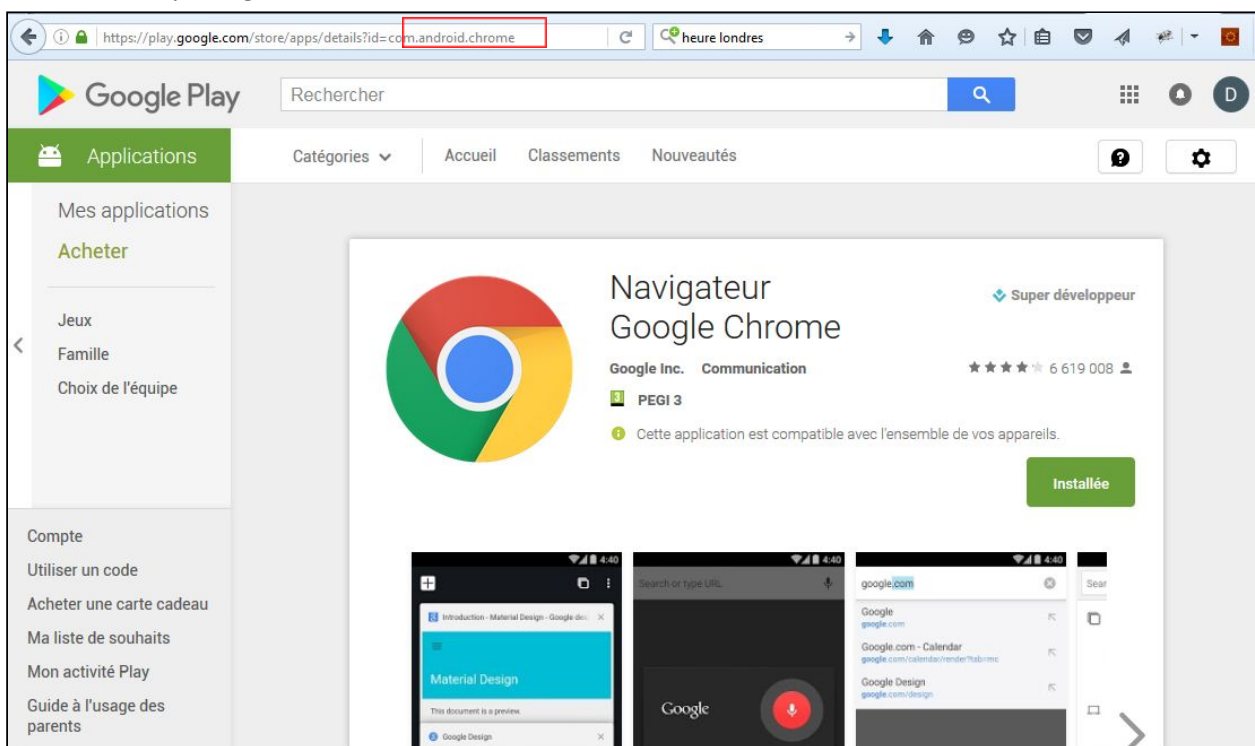 https://play.google.com/store/apps/details?id=com.android.chrome
heure londres
Google Play
Rechercher
D
Applications
Catégories
Accueil
Classements
Nouveautés
Mes applications
Acheter
Jeux
Famille
Choix de l'équipe
Compte
Utiliser un code
Acheter une carte cadeau
Ma liste de souhaits
Mon activité Play
Guide à l'usage des
parents
Navigateur
Google Chrome
Super développeur
Google Inc. Communication
6 619 008
3 PEGI 3
Cette application est compatible avec l'ensemble de vos appareils.
Installée
4:40
Introduction - Material Design - Google
Material Design
This document is a preview.
Google Design
4:40
Search or type URL
Google
4:40
google.com
Google
google.com
Google.com - Calendar
google.com/calendar/render?tab=mc
Google Design
google.com/design